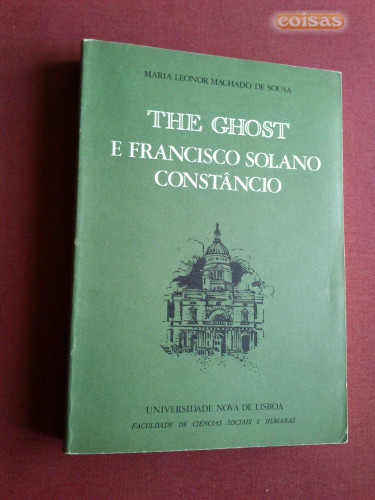 coisas
MARIA LEONOR MACHADO DE SOUSA
THE GHOST
E FRANCISCO SOLANO
CONSTÂNCIO
UNIVERSIDADE NOVA DE LISBOA
FACULDADE DE CIENCIAS SOCIAIS E HUMANAS